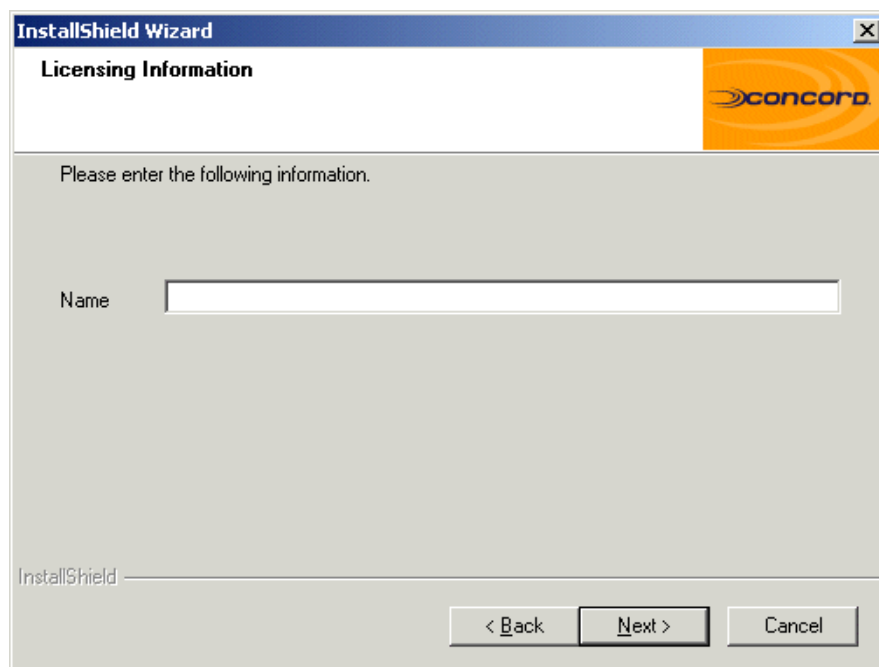 InstallShield Wizard
Licensing Information
concord
Please enter the following information.
Name
InstallShield
< Back Next > Cancel